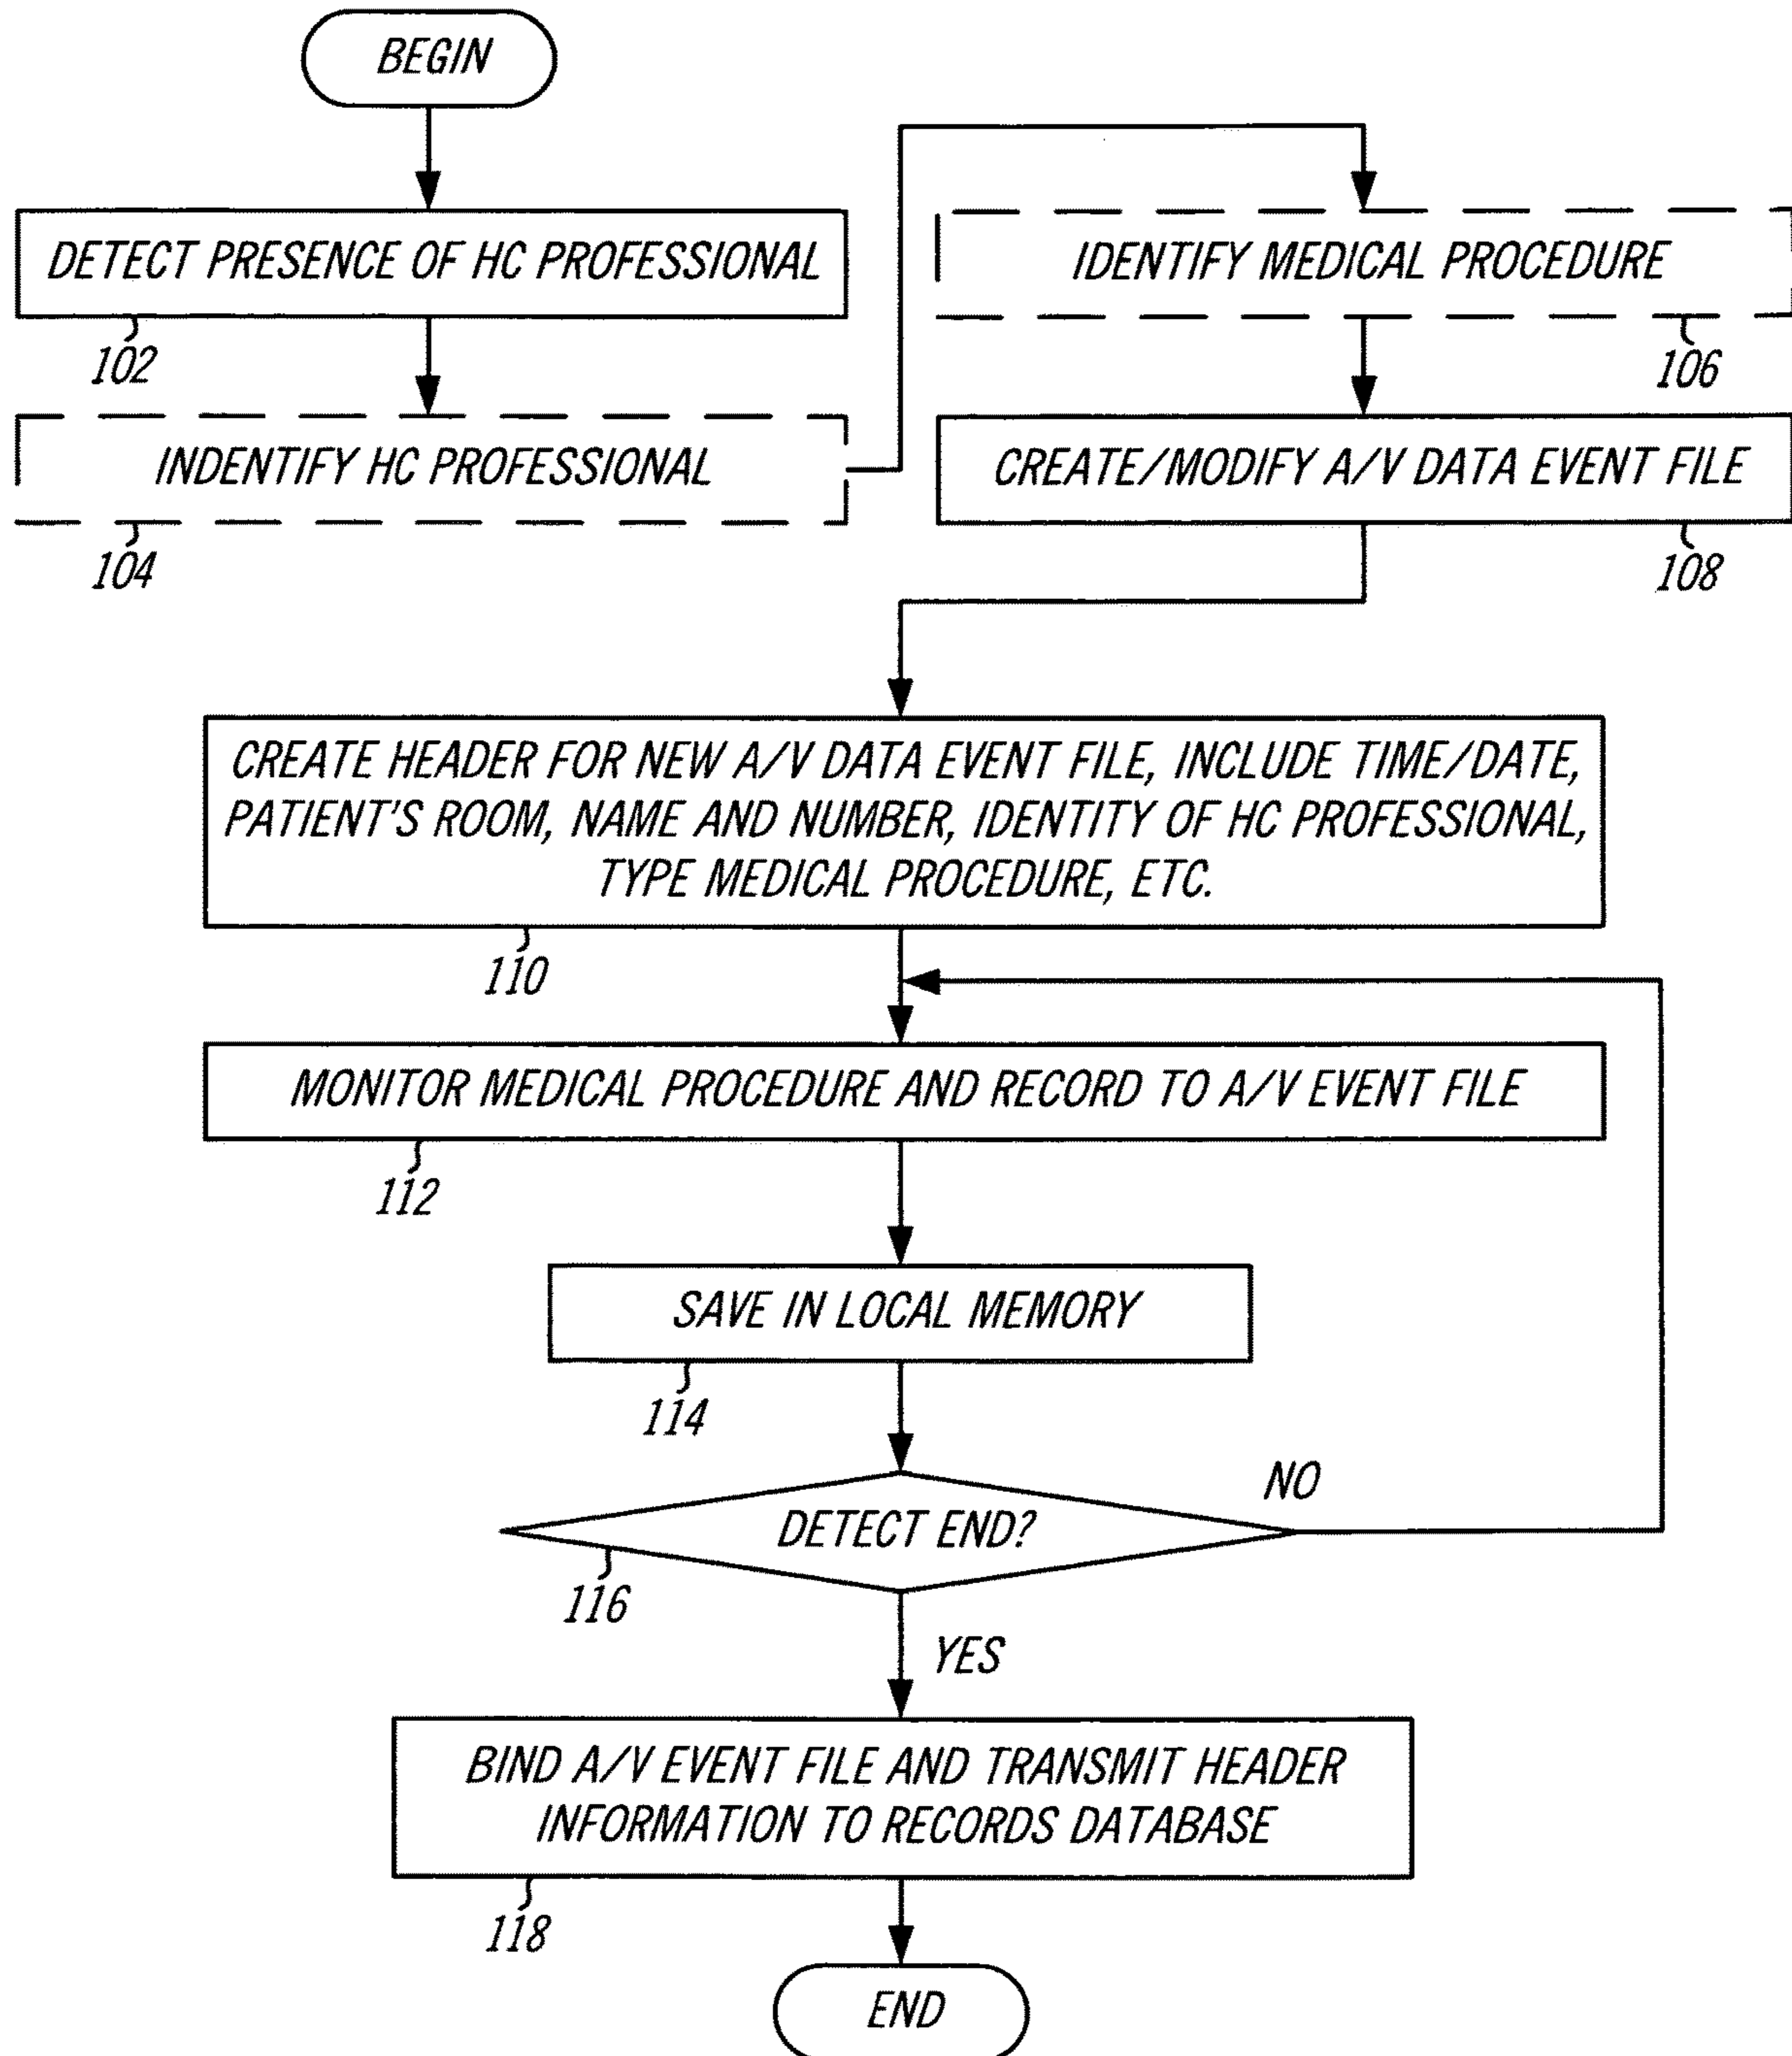 BEGIN
DETECT PRESENCE OF HC PROFESSIONAL
102
INDENTIFY HC PROFESSIONAL
104
IDENTIFY MEDICAL PROCEDURE
106
CREATE/MODIFY A/V DATA EVENT FILE
108
CREATE HEADER FOR NEW A/V DATA EVENT FILE, INCLUDE TIME/DATE,
PATIENT'S ROOM, NAME AND NUMBER, IDENTITY OF HC PROFESSIONAL,
TYPE MEDICAL PROCEDURE, ETC.
110
MONITOR MEDICAL PROCEDURE AND RECORD TO A/V EVENT FILE
112
SAVE IN LOCAL MEMORY
114
DETECT END?
NO
116
YES
BIND A/V EVENT FILE AND TRANSMIT HEADER
INFORMATION TO RECORDS DATABASE
118
END